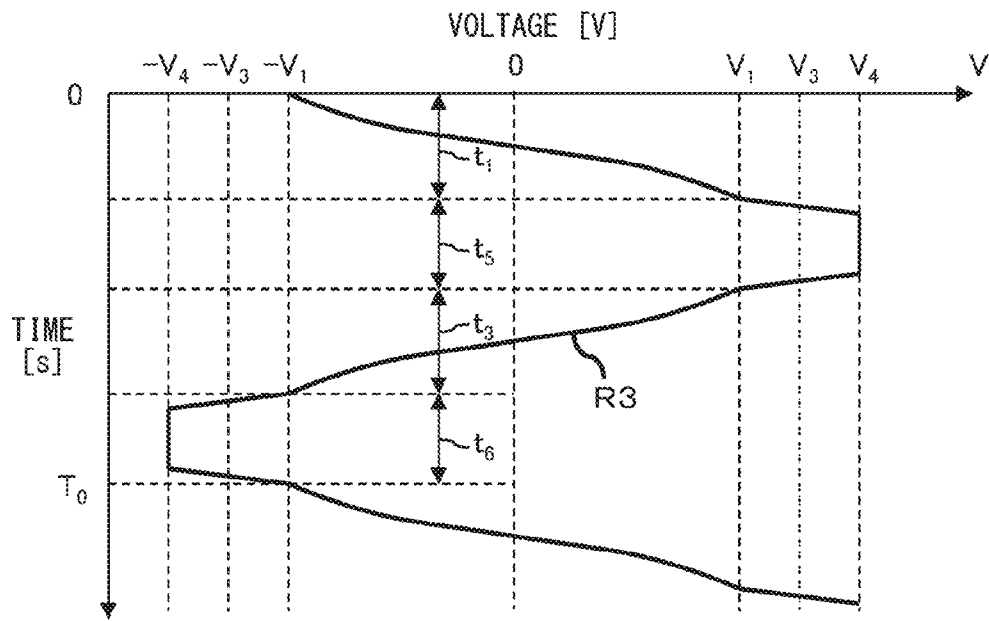 VOLTAGE [V]
-V4 -V3 -V1 0 V1 V3 V4 V
0
t1
t5
t3
TIME
[s]
R3
t6
T0